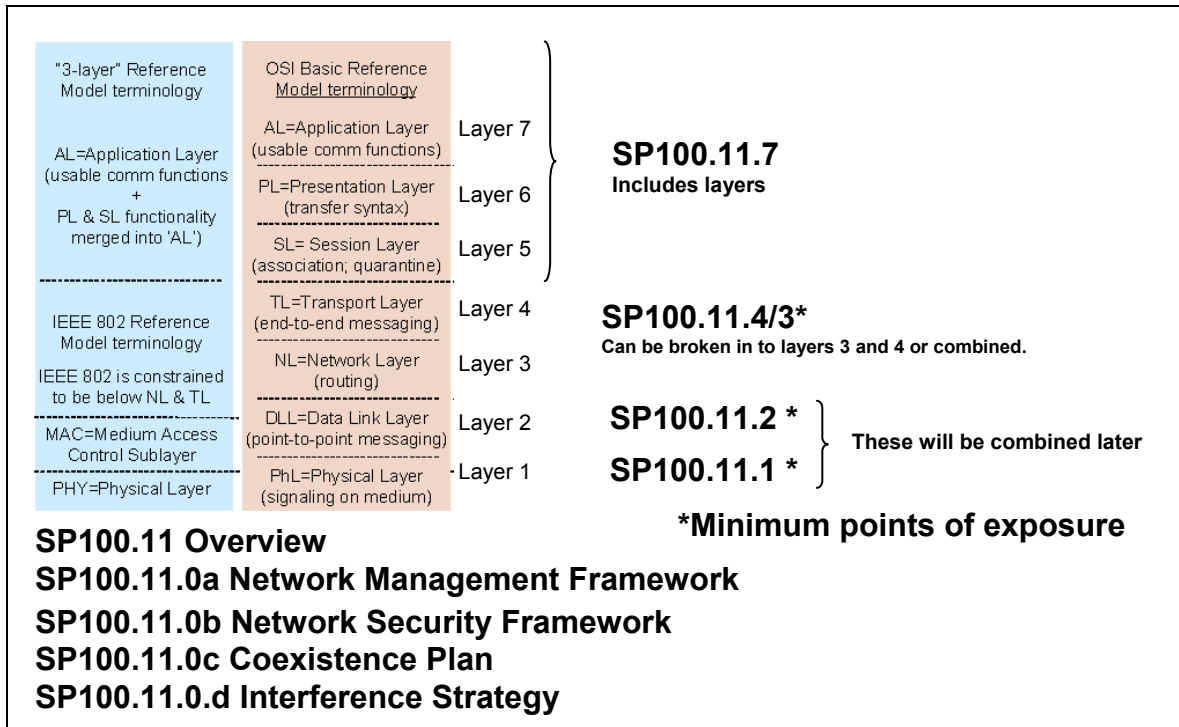 "3-layer" Reference
Model terminology
AL=Application Layer
(usable comm functions
+
PL & SL functionality
merged into 'AL')
IEEE 802 Reference
Model terminology
IEEE 802 is constrained
to be below NL & TL
MAC=Medium Access
Control Sublayer
PHY=Physical Layer
OSI Basic Reference
Model terminology
AL=Application Layer
(usable comm functions)
PL=Presentation Layer
(transfer syntax)
SL= Session Layer
(association; quarantine)
TL=Transport Layer
(end-to-end messaging)
NL=Network Layer
(routing)
DLL=Data Link Layer
(point-to-point messaging)
PhL=Physical Layer
(signaling on medium)
Layer 7
Layer 6
Layer 5
Layer 4
Layer 3
Layer 2
Layer 1
SP100.11.7
Includes layers
SP100.11.4/3*
Can be broken in to layers 3 and 4 or combined.
SP100.11.2 *
SP100.11.1 *
These will be combined later
*Minimum points of exposure
SP100.11 Overview
SP100.11.0a Network Management Framework
SP100.11.0b Network Security Framework
SP100.11.0c Coexistence Plan
SP100.11.0.d Interference Strategy